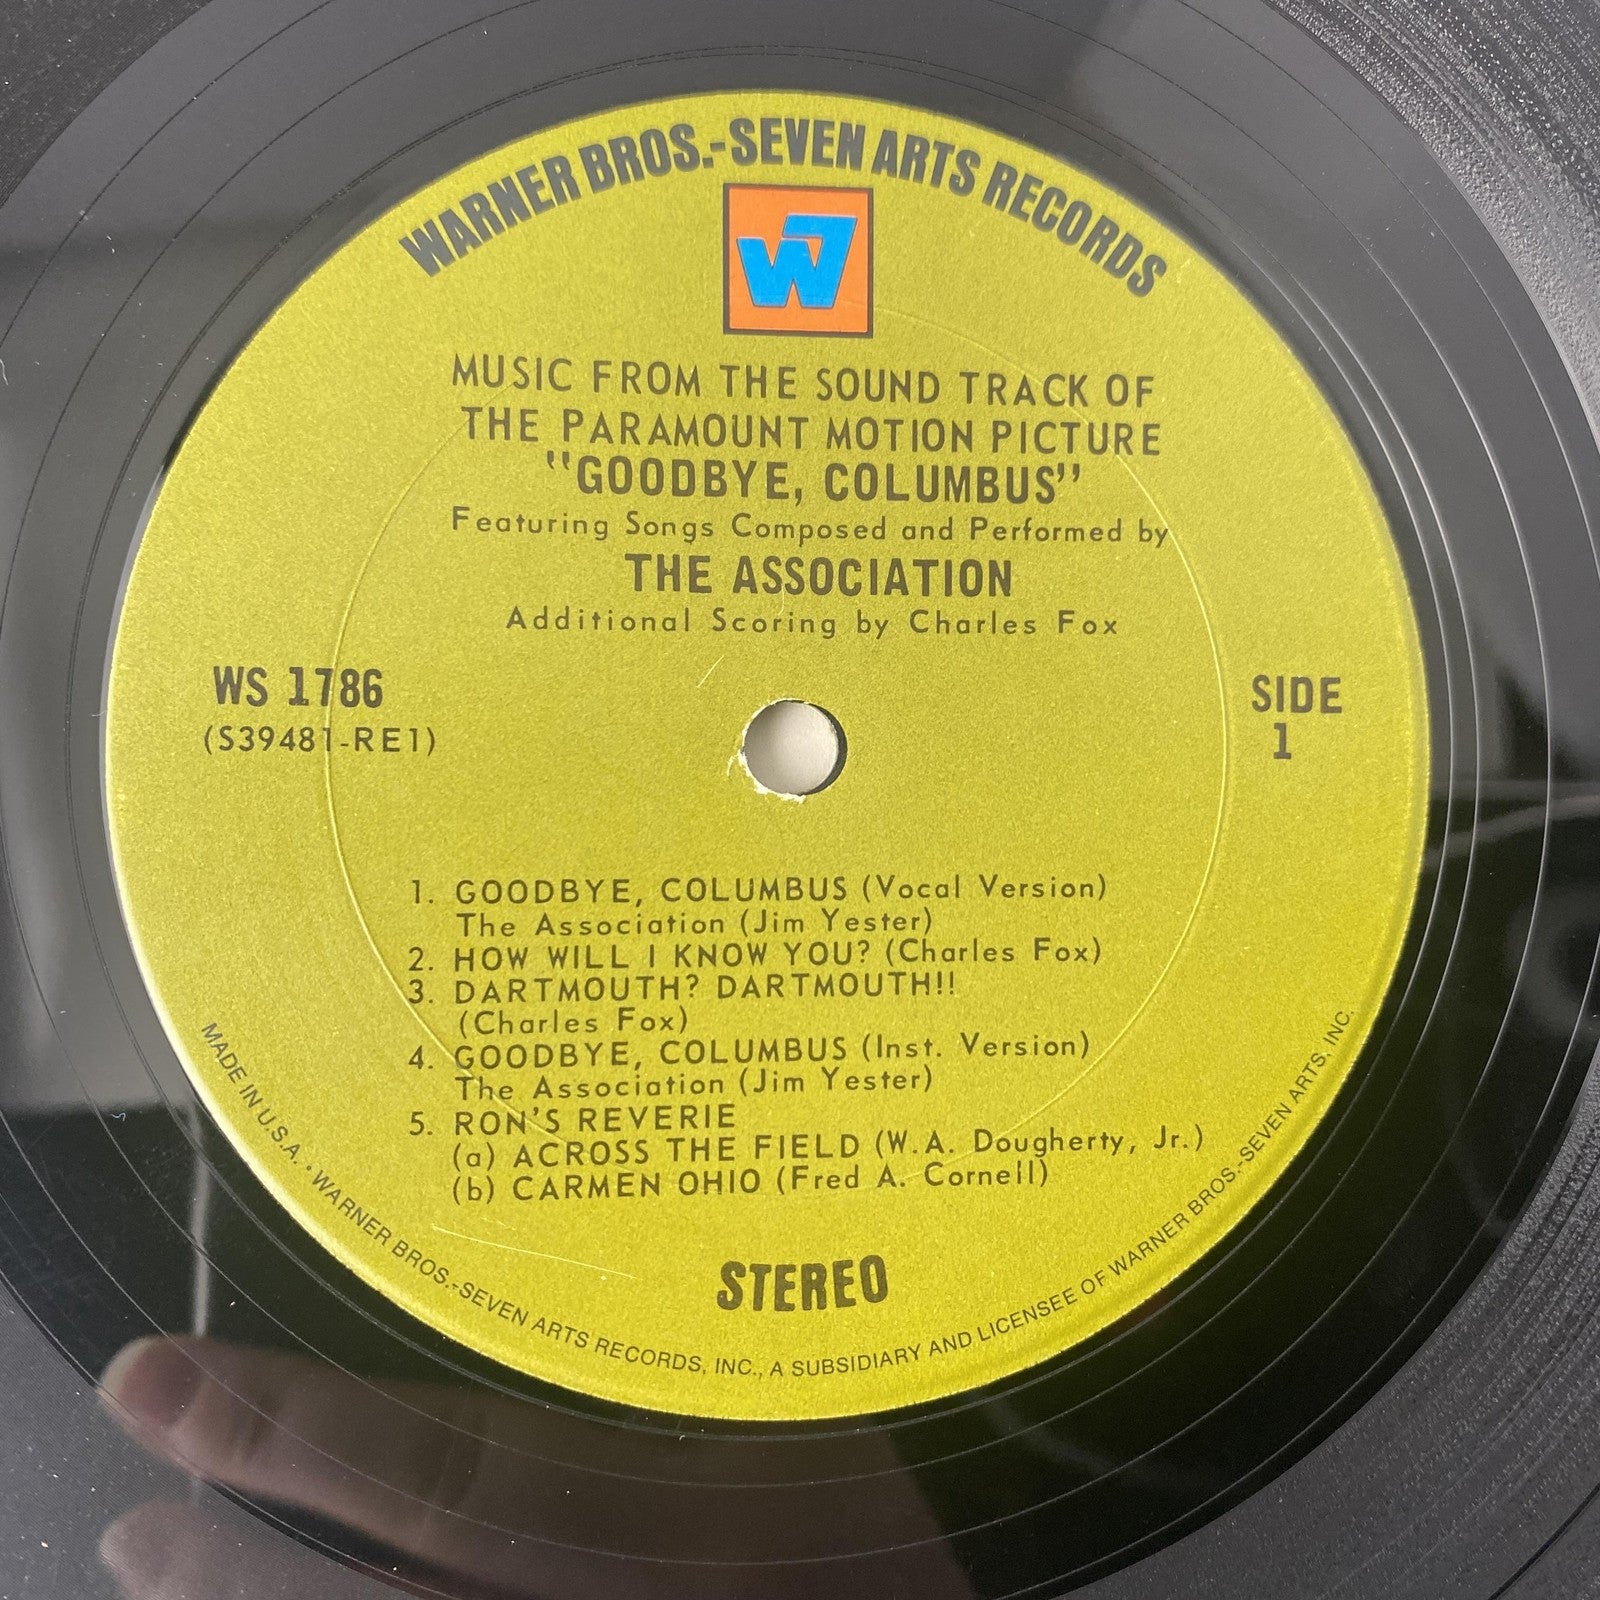 WARNER BROS.-SEVEN ARTS RECORDS
W7
MUSIC FROM THE SOUND TRACK OF
THE PARAMOUNT MOTION PICTURE
"GOODBYE, COLUMBUS"
Featuring Songs Composed and Performed by
THE ASSOCIATION
Additional Scoring by Charles Fox
WS 1786
(S39481-RE1)
SIDE
1
1. GOODBYE, COLUMBUS (Vocal Version)
The Association (Jim Yester)
2. HOW WILL I KNOW YOU? (Charles Fox)
3. DARTMOUTH? DARTMOUTH!!
(Charles Fox)
4. GOODBYE, COLUMBUS (Inst. Version)
The Association (Jim Yester)
5. RON'S REVERIE
(a) ACROSS THE FIELD (W.A. Dougherty, Jr.)
(b) CARMEN OHIO (Fred A. Cornell)
STEREO
MADE IN U.S.A. · WARNER BROS.-SEVEN ARTS RECORDS, INC., A SUBSIDIARY AND LICENSEE OF WARNER BROS.-SEVEN ARTS, INC.